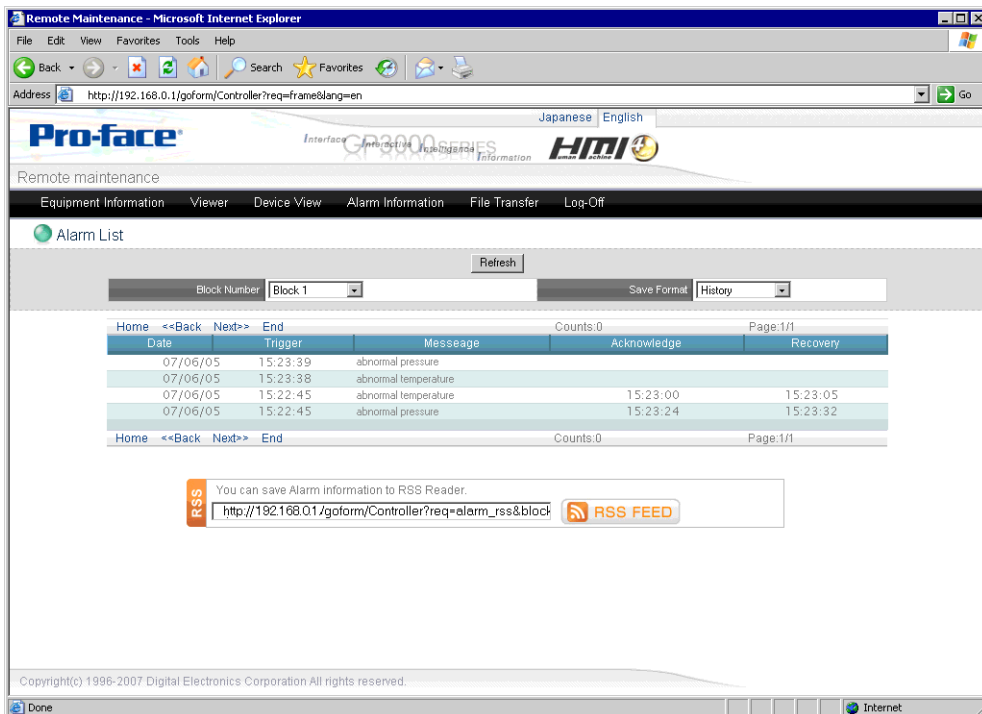 Remote Maintenance - Microsoft Internet Explorer
File Edit View Favorites Tools Help
Back Search Favorites
Address http://192.168.0.1/goform/Controller?req=frame&lang=en Go
Japanese English
Pro-face
Interface Interactive Intelligence Information
GP3000 SERIES
HMI
Human Machine
Remote maintenance
Equipment Information Viewer Device View Alarm Information File Transfer Log-Off
Alarm List
Refresh
Block Number Block 1 Save Format History
Home <<Back Next>> End Counts:0 Page:1/1
Date Trigger Messeage Acknowledge Recovery
07/06/05 15:23:39 abnormal pressure
07/06/05 15:23:38 abnormal temperature
07/06/05 15:22:45 abnormal temperature 15:23:00 15:23:05
07/06/05 15:22:45 abnormal pressure 15:23:24 15:23:32
Home <<Back Next>> End Counts:0 Page:1/1
RSS
You can save Alarm information to RSS Reader.
http://192.168.0.1/goform/Controller?req=alarm_rss&block
RSS FEED
Copyright(c) 1996-2007 Digital Electronics Corporation All rights reserved.
Done Internet